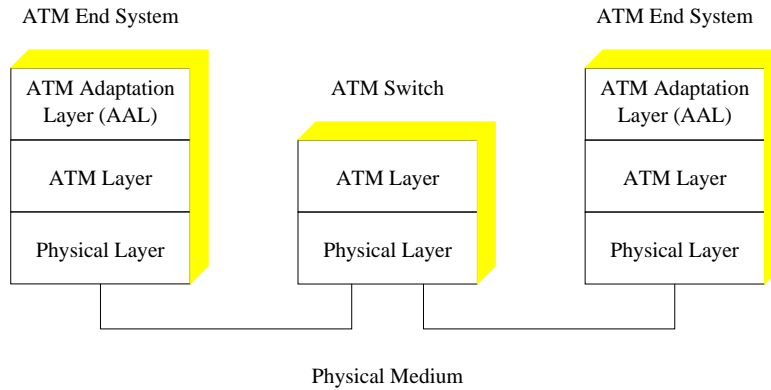 ATM End System
ATM Adaptation
Layer (AAL)
ATM Layer
Physical Layer
ATM Switch
ATM Layer
Physical Layer
ATM End System
ATM Adaptation
Layer (AAL)
ATM Layer
Physical Layer
Physical Medium